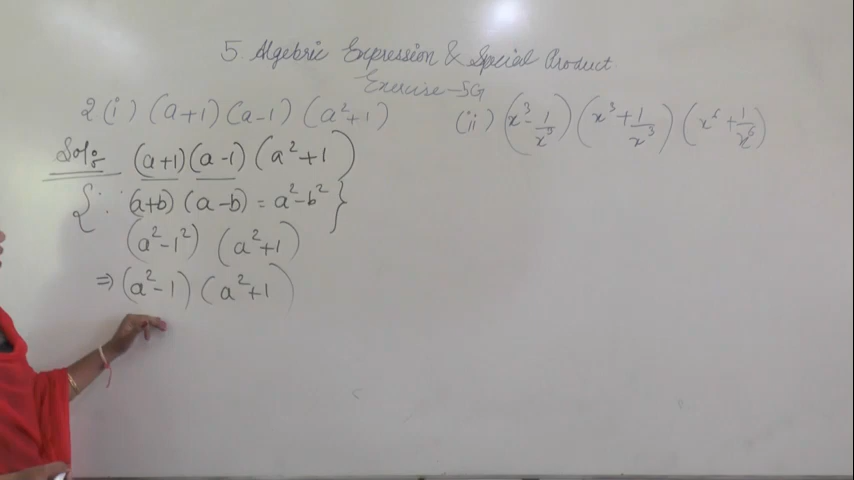 5. Algebric Expression & Special Product
Exercise-5G
2 (i) (a+1) (a-1) (a²+1)
(ii) (x³ - 1/x³) (x³ + 1/x³) (x⁶ + 1/x⁶)
Sol: (a+1) (a-1) (a²+1)
{∵ (a+b) (a-b) = a²-b²}
(a²-1²) (a²+1)
⇒ (a²-1) (a²+1)